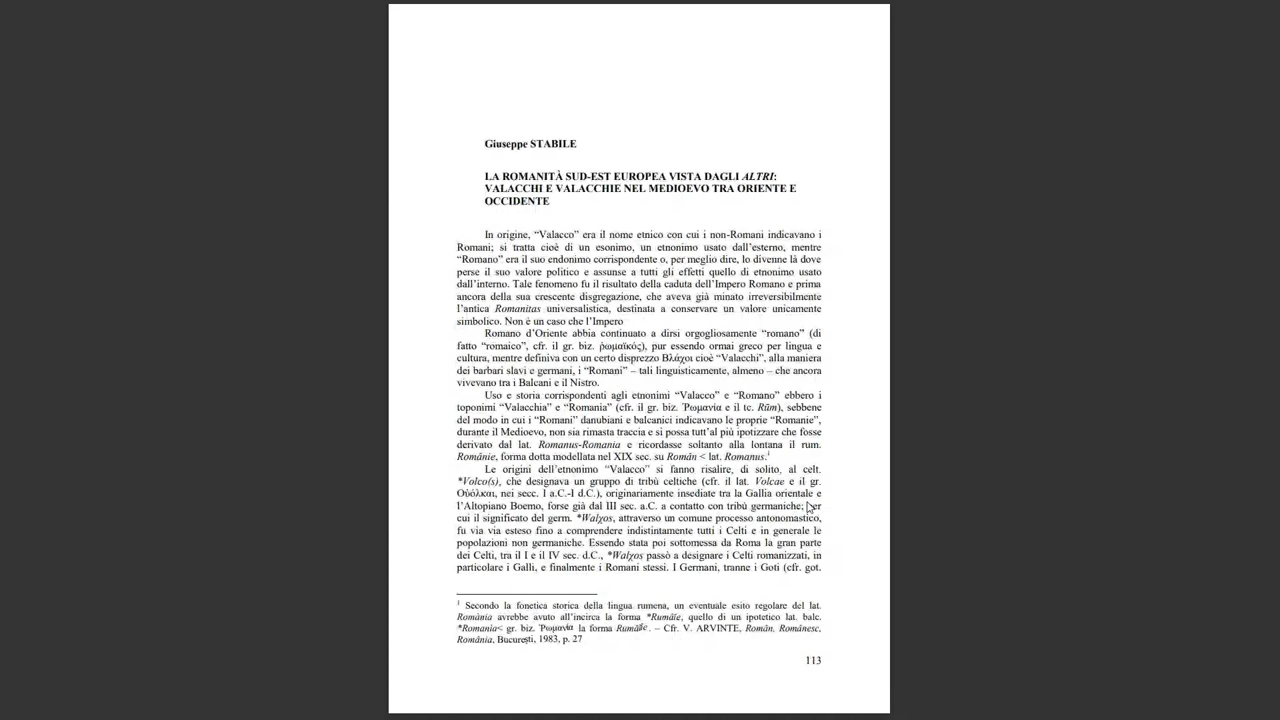 Giuseppe STABILE
LA ROMANITÀ SUD-EST EUROPEA VISTA DAGLI ALTRI:
VALACCHI E VALACCHIE NEL MEDIOEVO TRA ORIENTE E
OCCIDENTE
In origine, “Valacco” era il nome etnico con cui i non-Romani indicavano i
Romani; si tratta cioè di un esonimo, un etnonimo usato dall’esterno, mentre
“Romano” era il suo endonimo corrispondente o, per meglio dire, lo divenne là dove
perse il suo valore politico e assunse a tutti gli effetti quello di etnonimo usato
dall’interno. Tale fenomeno fu il risultato della caduta dell’Impero Romano e prima
ancora della sua crescente disgregazione, che aveva già minato irreversibilmente
l’antica Romanitas universalistica, destinata a conservare un valore unicamente
simbolico. Non è un caso che l’Impero
Romano d’Oriente abbia continuato a dirsi orgogliosamente “romano” (di
fatto “romaico”, cfr. il gr. biz. ῥωμαϊκός), pur essendo ormai greco per lingua e
cultura, mentre definiva con un certo disprezzo Βλάχοι cioè “Valacchi”, alla maniera
dei barbari slavi e germani, i “Romani” – tali linguisticamente, almeno – che ancora
vivevano tra i Balcani e il Nistro.
Uso e storia corrispondenti agli etnonimi “Valacco” e “Romano” ebbero i
toponimi “Valacchia” e “Romania” (cfr. il gr. biz. Ῥωμανία e il tc. Rūm), sebbene
del modo in cui i “Romani” danubiani e balcanici indicavano le proprie “Romanie”,
durante il Medioevo, non sia rimasta traccia e si possa tutt’al più ipotizzare che fosse
derivato dal lat. Romanus-Romania e ricordasse soltanto alla lontana il rum.
Românie, forma dotta modellata nel XIX sec. su Român < lat. Romanus.¹
Le origini dell’etnonimo “Valacco” si fanno risalire, di solito, al celt.
*Volco(s), che designava un gruppo di tribù celtiche (cfr. il lat. Volcae e il gr.
Οὐόλκαι, nei secc. I a.C.-I d.C.), originariamente insediate tra la Gallia orientale e
l’Altopiano Boemo, forse già dal III sec. a.C. a contatto con tribù germaniche; per
cui il significato del germ. *Walχos, attraverso un comune processo antonomastico,
fu via via esteso fino a comprendere indistintamente tutti i Celti e in generale le
popolazioni non germaniche. Essendo stata poi sottomessa da Roma la gran parte
dei Celti, tra il I e il IV sec. d.C., *Walχos passò a designare i Celti romanizzati, in
particolare i Galli, e finalmente i Romani stessi. I Germani, tranne i Goti (cfr. got.
¹ Secondo la fonetica storica della lingua rumena, un eventuale esito regolare del lat.
Romània avrebbe avuto all’incirca la forma *Rumâie, quello di un ipotetico lat. balc.
*Romanìa< gr. biz. Ῥωμανία la forma – Cfr. V. ARVINTE, Român, Românesc,
România, București, 1983, p. 27
113